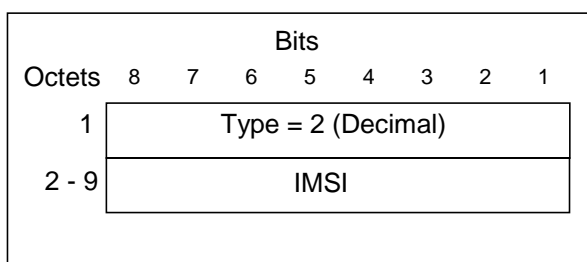 Bits
Octets 8 7 6 5 4 3 2 1
1 Type = 2 (Decimal)
2 - 9 IMSI